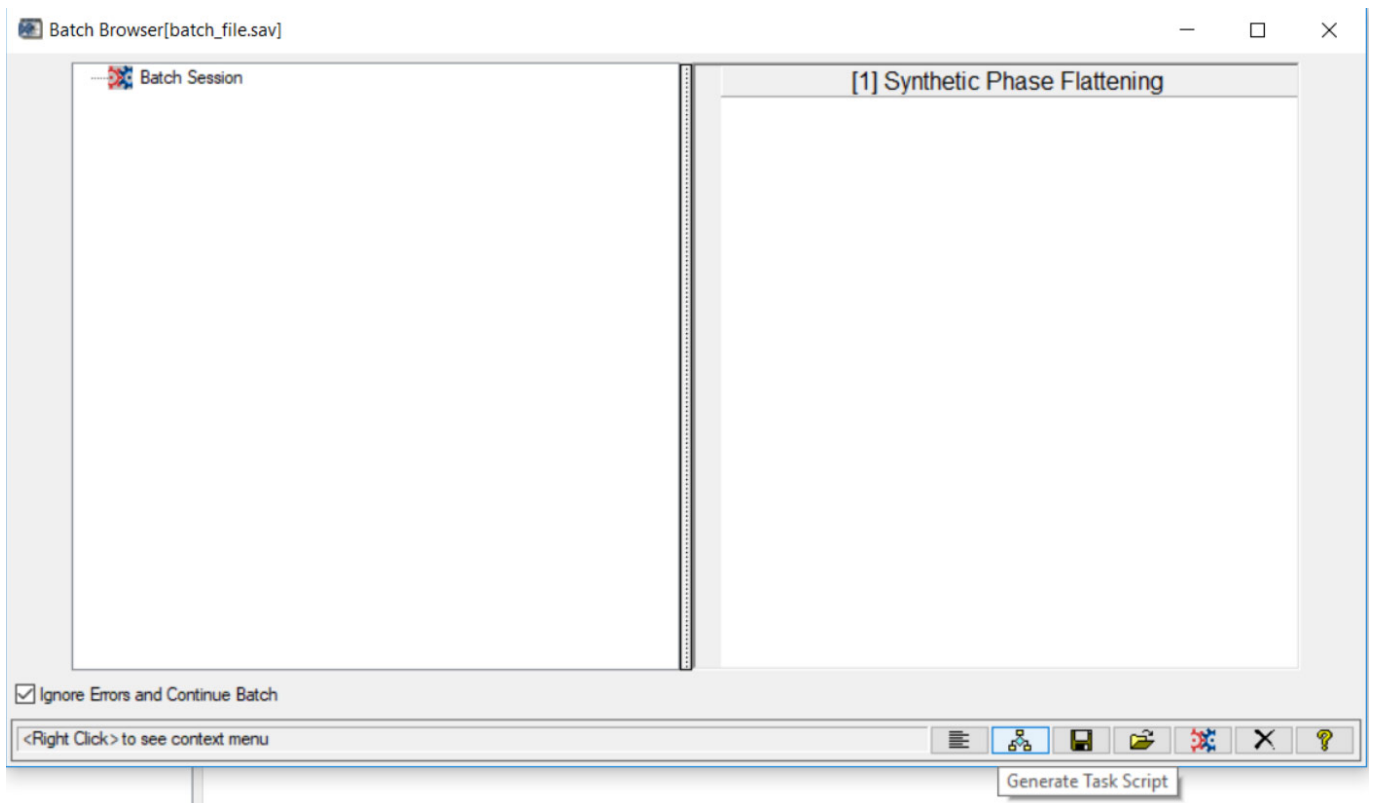 Batch Browser[batch_file.sav]
Batch Session
[1] Synthetic Phase Flattening
Ignore Errors and Continue Batch
<Right Click> to see context menu
Generate Task Script